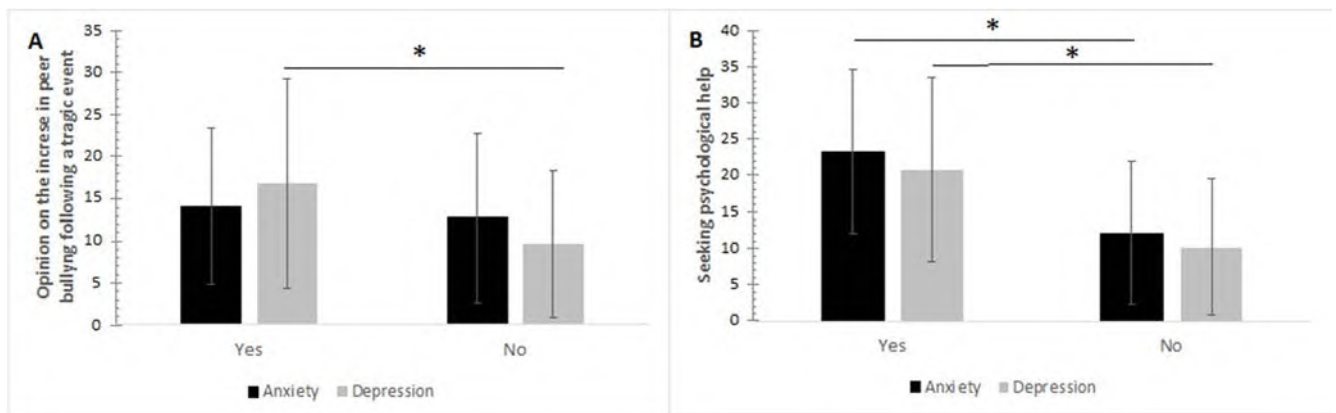 A
Opinion on the increse in peer
bullyng following a tragic event
35
30
25
20
15
10
5
0
*
Yes
No
Anxiety
Depression
B
Seeking psychological help
40
35
30
25
20
15
10
5
0
*
*
Yes
No
Anxiety
Depression